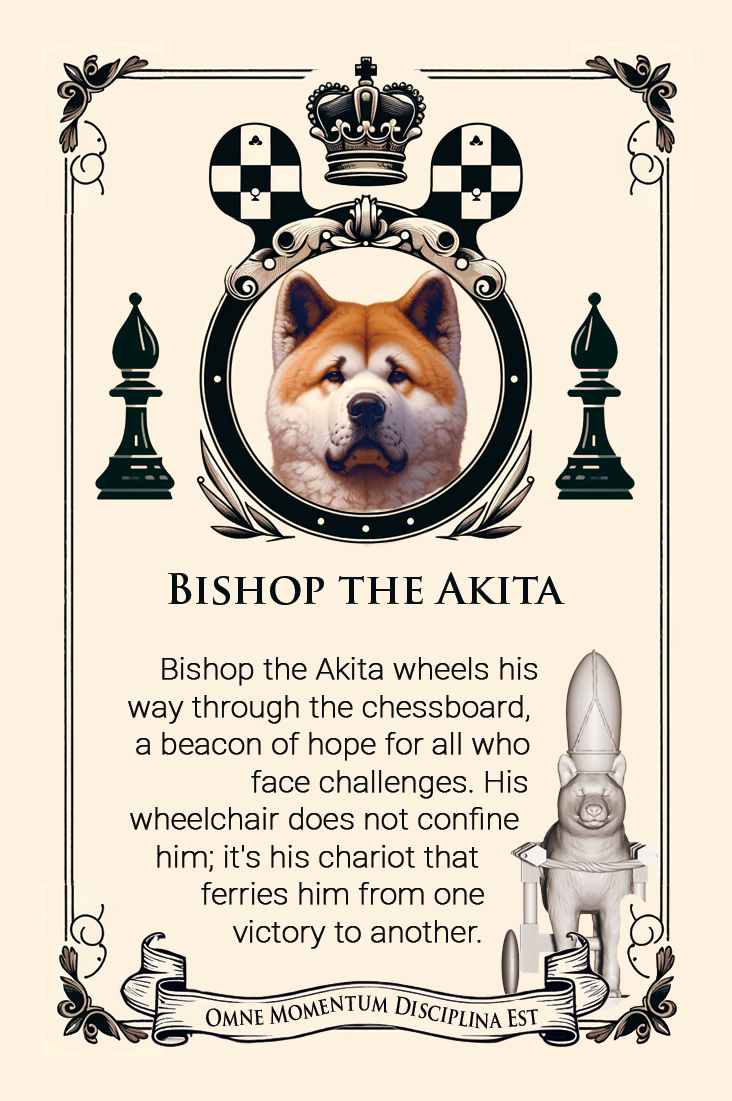 Bishop the Akita
Bishop the Akita wheels his
way through the chessboard,
a beacon of hope for all who
face challenges. His
wheelchair does not confine
him; it's his chariot that
ferries him from one
victory to another.
Omne Momentum Disciplina Est